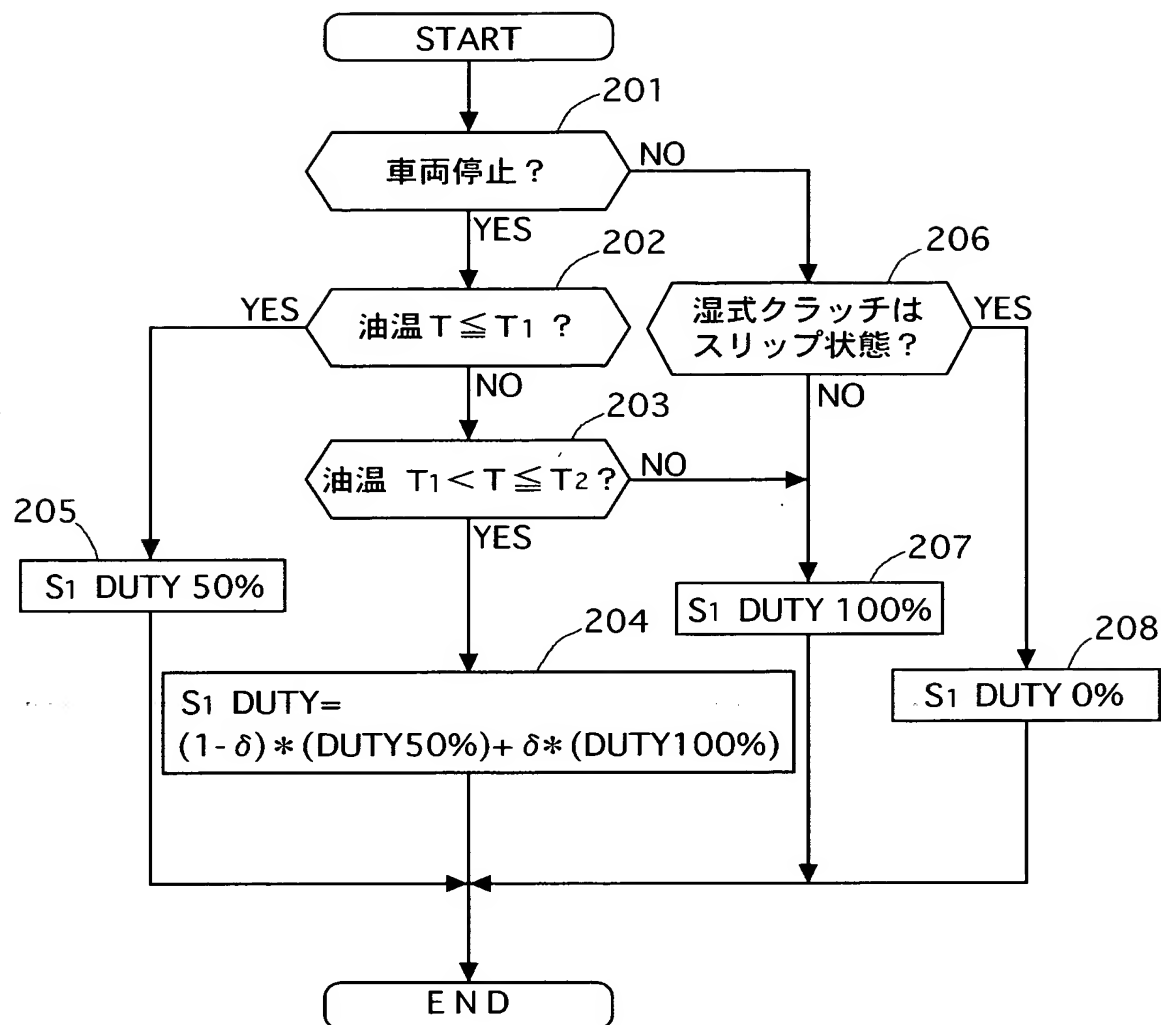 START
201
車両停止？
NO
YES
202
206
YES
油温 T ≦ T1 ？
湿式クラッチは
スリップ状態？
YES
NO
NO
203
油温 T1 < T ≦ T2 ？
NO
YES
205
S1 DUTY 50%
207
S1 DUTY 100%
204
S1 DUTY=
(1-δ)*(DUTY50%)+δ*(DUTY100%)
208
S1 DUTY 0%
END